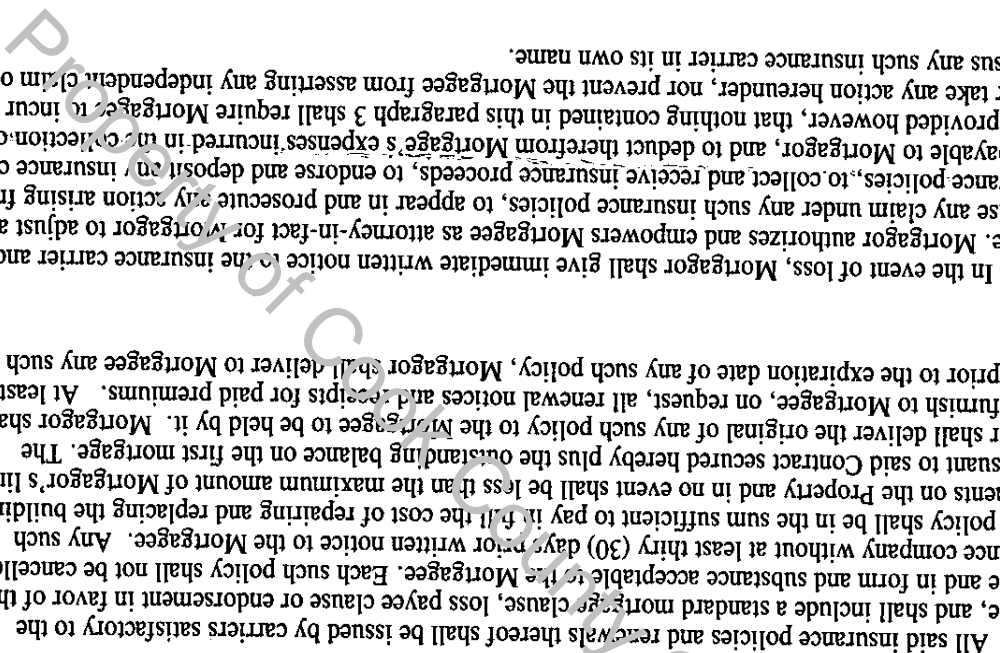 All said insurance policies and renewals thereof shall be issued by carriers satisfactory to the
e, and shall include a standard mortgage clause, loss payee clause or endorsement in favor of th
e and in form and substance acceptable to the Mortgagee. Each such policy shall not be cancelle
nce company without at least thiry (30) days prior written notice to the Mortgagee. Any such
policy shall be in the sum sufficient to pay in full the cost of repairing and replacing the buildin
ents on the Property and in no event shall be less than the maximum amount of Mortgagor's lin
suant to said Contract secured hereby plus the outstanding balance on the first mortgage. The
r shall deliver the original of any such policy to the Mortgagee to be held by it. Mortgagor sha
furnish to Mortgagee, on request, all renewal notices and receipts for paid premiums. At least
prior to the expiration date of any such policy, Mortgagor shall deliver to Mortgagee any such
In the event of loss, Mortgagor shall give immediate written notice to the insurance carrier and
e. Mortgagor authorizes and empowers Mortgagee as attorney-in-fact for Mortgagor to adjust a
se any claim under any such insurance policies, to appear in and prosecute any action arising fr
rance policies, to collect and receive insurance proceeds, to endorse and deposit any insurance c
payable to Mortgagor, and to deduct therefrom Mortgage's expenses incurred in the collection o
provided however, that nothing contained in this paragraph 3 shall require Mortgagee to incur
r take any action hereunder, nor prevent the Mortgagee from asserting any independent claim o
sus any such insurance carrier in its own name.
Property of Cook County